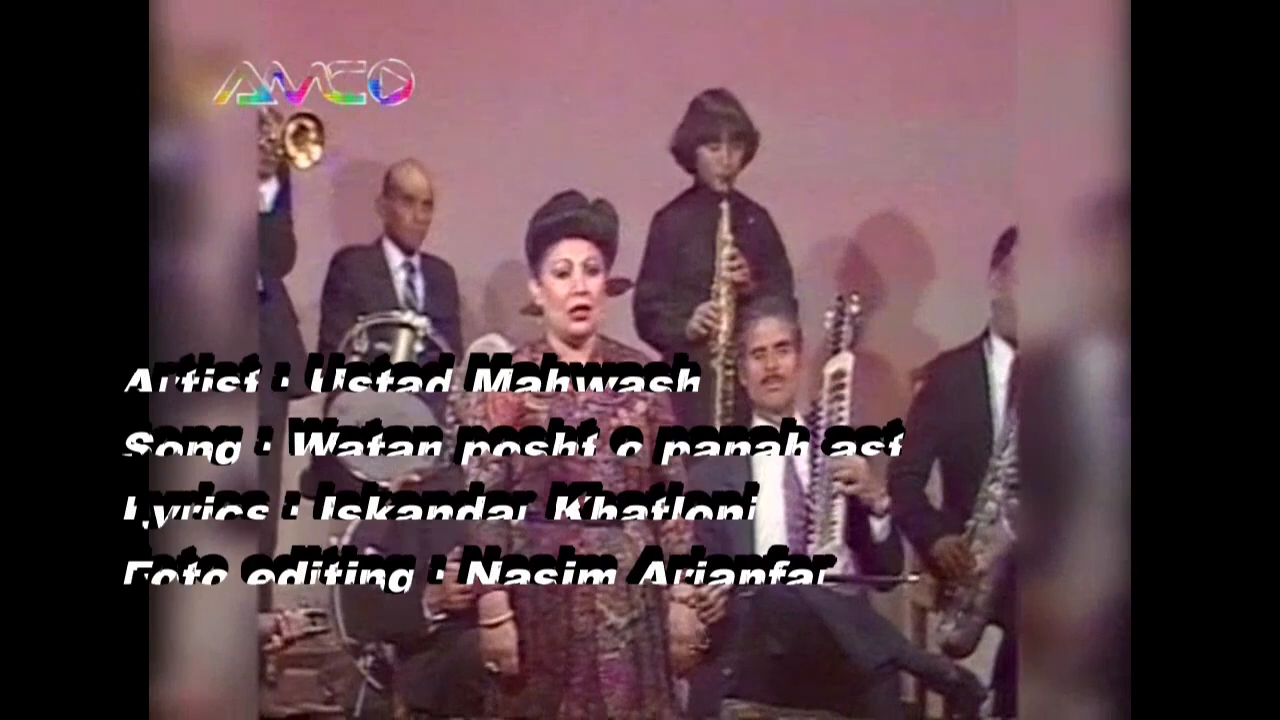 AMCO
Artist : Ustad Mahwash
Song : Watan posht o panah ast
Lyrics : Iskandar Khatloni
Foto editing : Nasim Arianfar